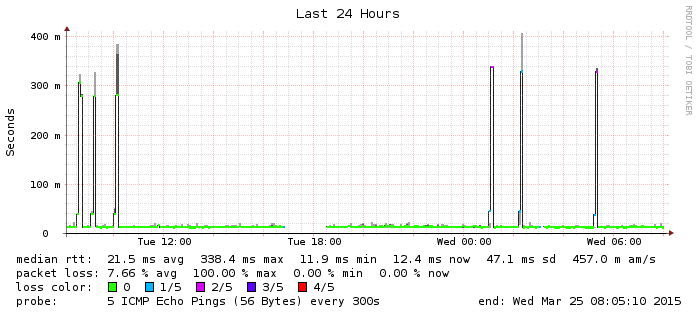 Last 24 Hours
RRDTOOL / TOBI OETIKER
Seconds
400 m
300 m
200 m
100 m
0
Tue 12:00 Tue 18:00 Wed 00:00 Wed 06:00
median rtt: 21.5 ms avg 338.4 ms max 11.9 ms min 12.4 ms now 47.1 ms sd 457.0 m am/s
packet loss: 7.66 % avg 100.00 % max 0.00 % min 0.00 % now
loss color: 0 1/5 2/5 3/5 4/5
probe: 5 ICMP Echo Pings (56 Bytes) every 300s end: Wed Mar 25 08:05:10 2015